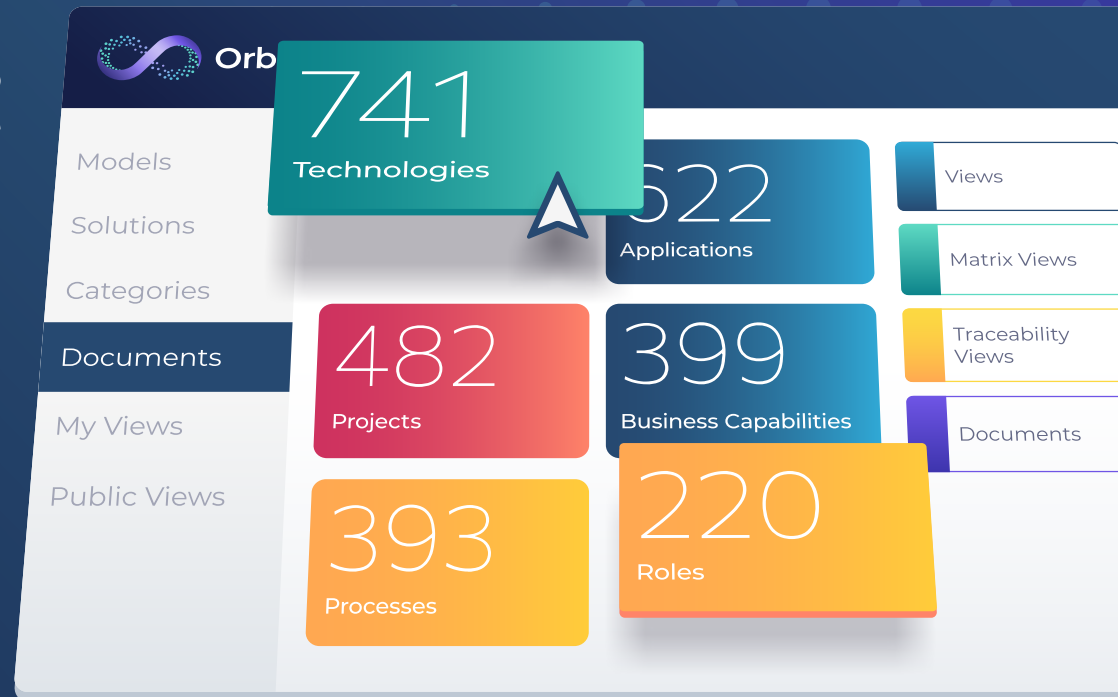 Orb
741
Technologies
622
Applications
Views
Models
Solutions
Categories
Documents
My Views
Public Views
Matrix Views
482
Projects
399
Business Capabilities
Traceability
Views
Documents
393
Processes
220
Roles